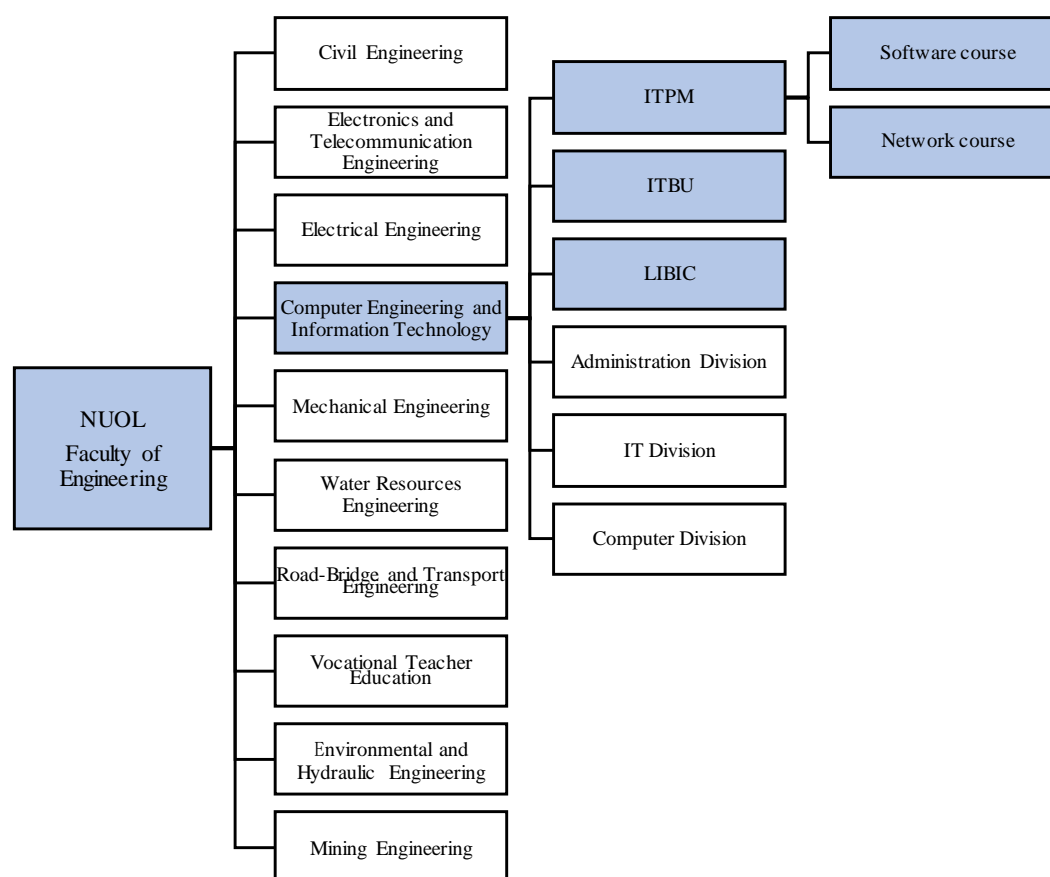 NUOL
Faculty of
Engineering
Civil Engineering
Electronics and
Telecommunication
Engineering
Electrical Engineering
Computer Engineering and
Information Technology
Mechanical Engineering
Water Resources
Engineering
Road-Bridge and Transport
Engineering
Vocational Teacher
Education
Environmental and
Hydraulic Engineering
Mining Engineering
ITPM
ITBU
LIBIC
Administration Division
IT Division
Computer Division
Software course
Network course